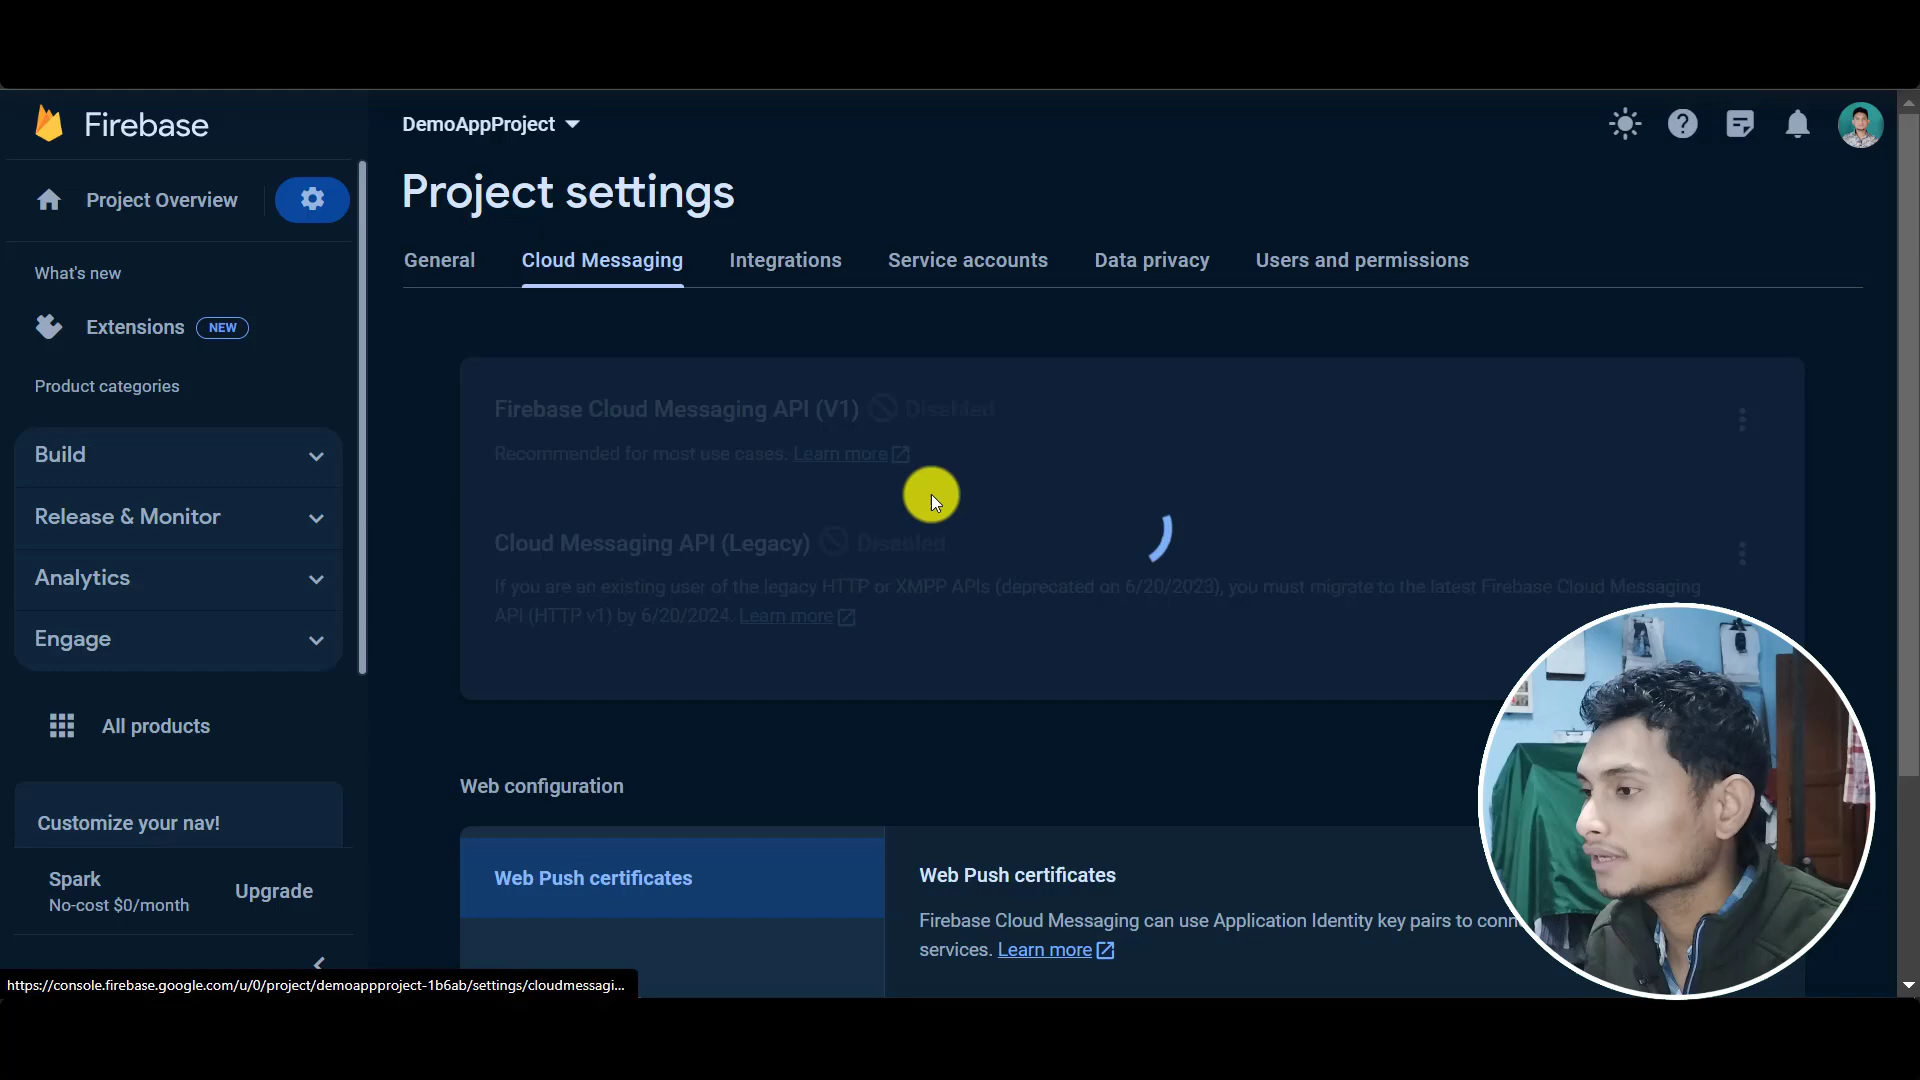 Firebase
DemoAppProject
Project Overview
Project settings
General
Cloud Messaging
Integrations
Service accounts
Data privacy
Users and permissions
What's new
Extensions
NEW
Product categories
Build
Release & Monitor
Analytics
Engage
All products
Customize your nav!
Spark
No-cost $0/month
Upgrade
Firebase Cloud Messaging API (V1)
Disabled
Recommended for most use cases. Learn more
Cloud Messaging API (Legacy)
Disabled
If you are an existing user of the legacy HTTP or XMPP APIs (deprecated on 6/20/2023), you must migrate to the latest Firebase Cloud Messaging
API (HTTP v1) by 6/20/2024. Learn more
Web configuration
Web Push certificates
Web Push certificates
Firebase Cloud Messaging can use Application Identity key pairs to
services. Learn more
https://console.firebase.google.com/u/0/project/demoappproject-1b6ab/settings/cloudmessagi...